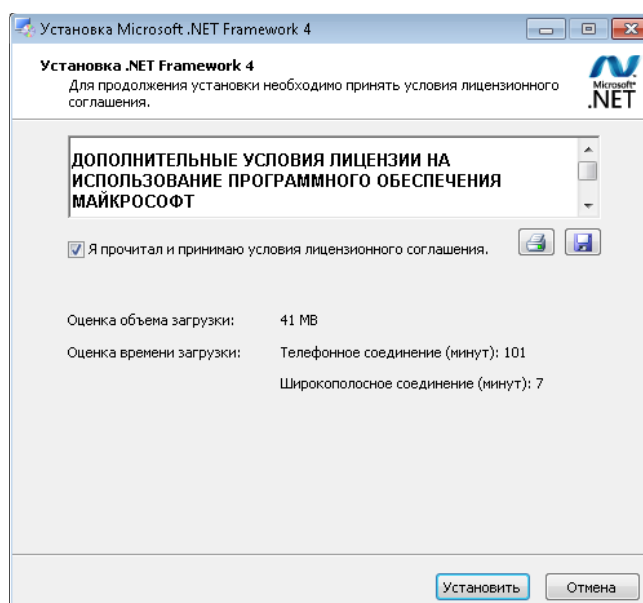 Установка Microsoft .NET Framework 4
Установка .NET Framework 4
Для продолжения установки необходимо принять условия лицензионного
соглашения.
Microsoft®
.NET
ДОПОЛНИТЕЛЬНЫЕ УСЛОВИЯ ЛИЦЕНЗИИ НА
ИСПОЛЬЗОВАНИЕ ПРОГРАММНОГО ОБЕСПЕЧЕНИЯ
МАЙКРОСОФТ
Я прочитал и принимаю условия лицензионного соглашения.
Оценка объема загрузки: 41 MB
Оценка времени загрузки: Телефонное соединение (минут): 101
Широкополосное соединение (минут): 7
Установить Отмена